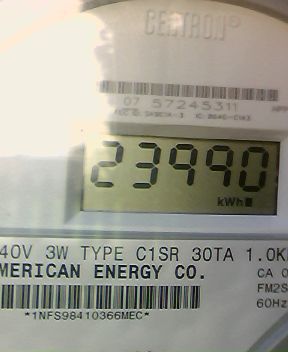 CENTRON®
07 57245311
23990
kWh
40V 3W TYPE C1SR 30TA 1.0K
MERICAN ENERGY CO.
CA 0
FM2S
60Hz
*1NFS98410366MEC*